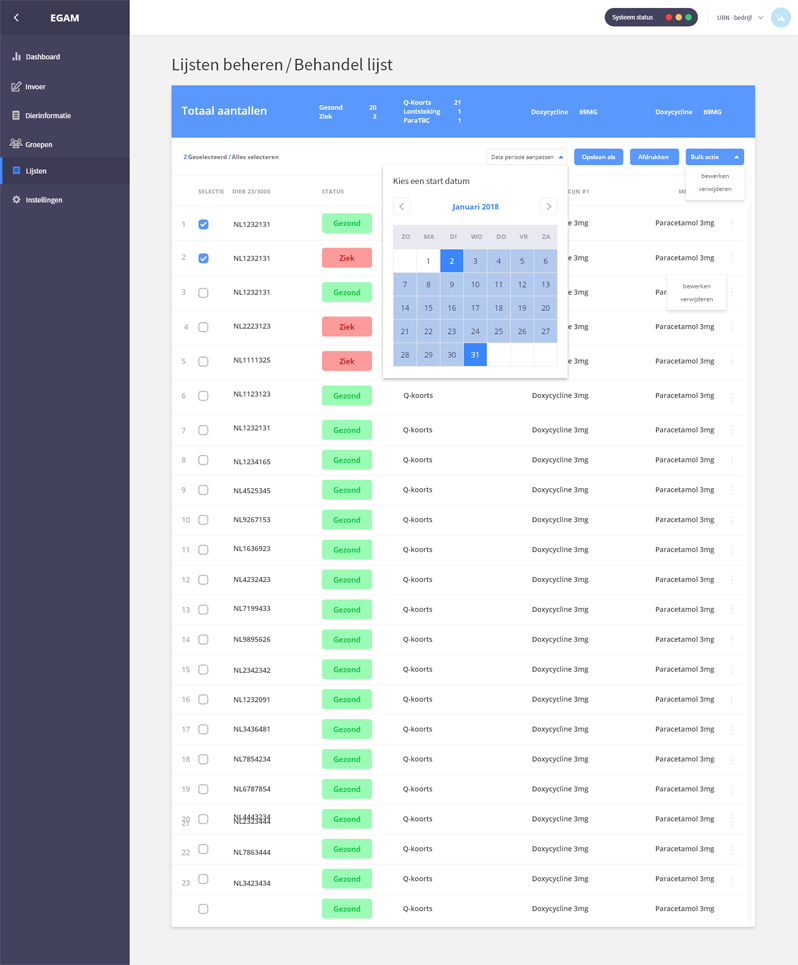 EGAM
Systeem status
UBN - bedrijf
Dashboard
Invoer
Dierinformatie
Groepen
Lijsten
Instellingen
Lijsten beheren / Behandel lijst
Totaal aantallen
Gezond 20
Ziek 3
Q-Koorts 21
Lontsteking 1
ParaTBC 1
Doxycycline 69MG
Doxycycline 69MG
2 Geselecteerd / Alles selecteren
Data periode aanpassen
Opslaan als
Afdrukken
Bulk actie
bewerken
verwijderen
Kies een start datum
Januari 2018
ZO MA DI WO DO VR ZA
1 2 3 4 5 6
7 8 9 10 11 12 13
14 15 16 17 18 19 20
21 22 23 24 25 26 27
28 29 30 31
SELECTIE DIER 23/3000 STATUS CIJN #1 ME
1 NL1232131 Gezond 3mg Paracetamol 3mg
2 NL1232131 Ziek 3mg Paracetamol 3mg
3 NL1232131 Gezond 3mg Par
bewerken
verwijderen
4 NL2223123 Ziek 3mg Paracetamol 3mg
5 NL1111325 Ziek 3mg Paracetamol 3mg
6 NL1123123 Gezond Q-koorts Doxycycline 3mg Paracetamol 3mg
7 NL1232131 Gezond Q-koorts Doxycycline 3mg Paracetamol 3mg
8 NL1234165 Gezond Q-koorts Doxycycline 3mg Paracetamol 3mg
9 NL4525345 Gezond Q-koorts Doxycycline 3mg Paracetamol 3mg
10 NL9267153 Gezond Q-koorts Doxycycline 3mg Paracetamol 3mg
11 NL1636923 Gezond Q-koorts Doxycycline 3mg Paracetamol 3mg
12 NL4232423 Gezond Q-koorts Doxycycline 3mg Paracetamol 3mg
13 NL7199433 Gezond Q-koorts Doxycycline 3mg Paracetamol 3mg
14 NL9895626 Gezond Q-koorts Doxycycline 3mg Paracetamol 3mg
15 NL2342342 Gezond Q-koorts Doxycycline 3mg Paracetamol 3mg
16 NL1232091 Gezond Q-koorts Doxycycline 3mg Paracetamol 3mg
17 NL3436481 Gezond Q-koorts Doxycycline 3mg Paracetamol 3mg
18 NL7854234 Gezond Q-koorts Doxycycline 3mg Paracetamol 3mg
19 NL6787854 Gezond Q-koorts Doxycycline 3mg Paracetamol 3mg
20 NL4443234 Gezond Q-koorts Doxycycline 3mg Paracetamol 3mg
21 NL2323444
22 NL7863444 Gezond Q-koorts Doxycycline 3mg Paracetamol 3mg
23 NL3423434 Gezond Q-koorts Doxycycline 3mg Paracetamol 3mg
Gezond Q-koorts Doxycycline 3mg Paracetamol 3mg